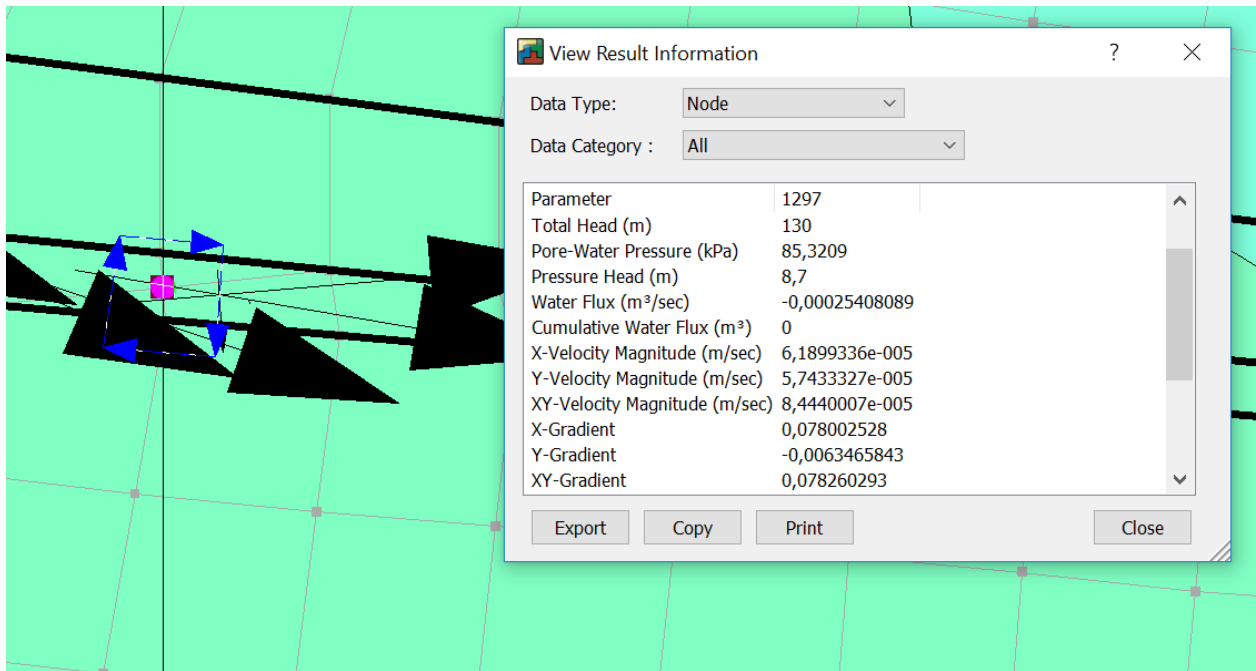 View Result Information ?
Data Type: Node
Data Category : All
Parameter 1297
Total Head (m) 130
Pore-Water Pressure (kPa) 85,3209
Pressure Head (m) 8,7
Water Flux (m³/sec) -0,00025408089
Cumulative Water Flux (m³) 0
X-Velocity Magnitude (m/sec) 6,1899336e-005
Y-Velocity Magnitude (m/sec) 5,7433327e-005
XY-Velocity Magnitude (m/sec) 8,4440007e-005
X-Gradient 0,078002528
Y-Gradient -0,0063465843
XY-Gradient 0,078260293
Export Copy Print Close